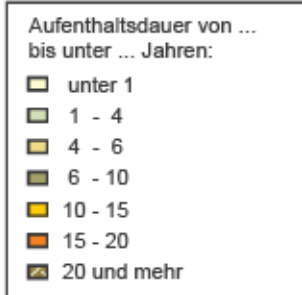 Aufenthaltsdauer von ...
bis unter ... Jahren:
unter 1
1 - 4
4 - 6
6 - 10
10 - 15
15 - 20
20 und mehr